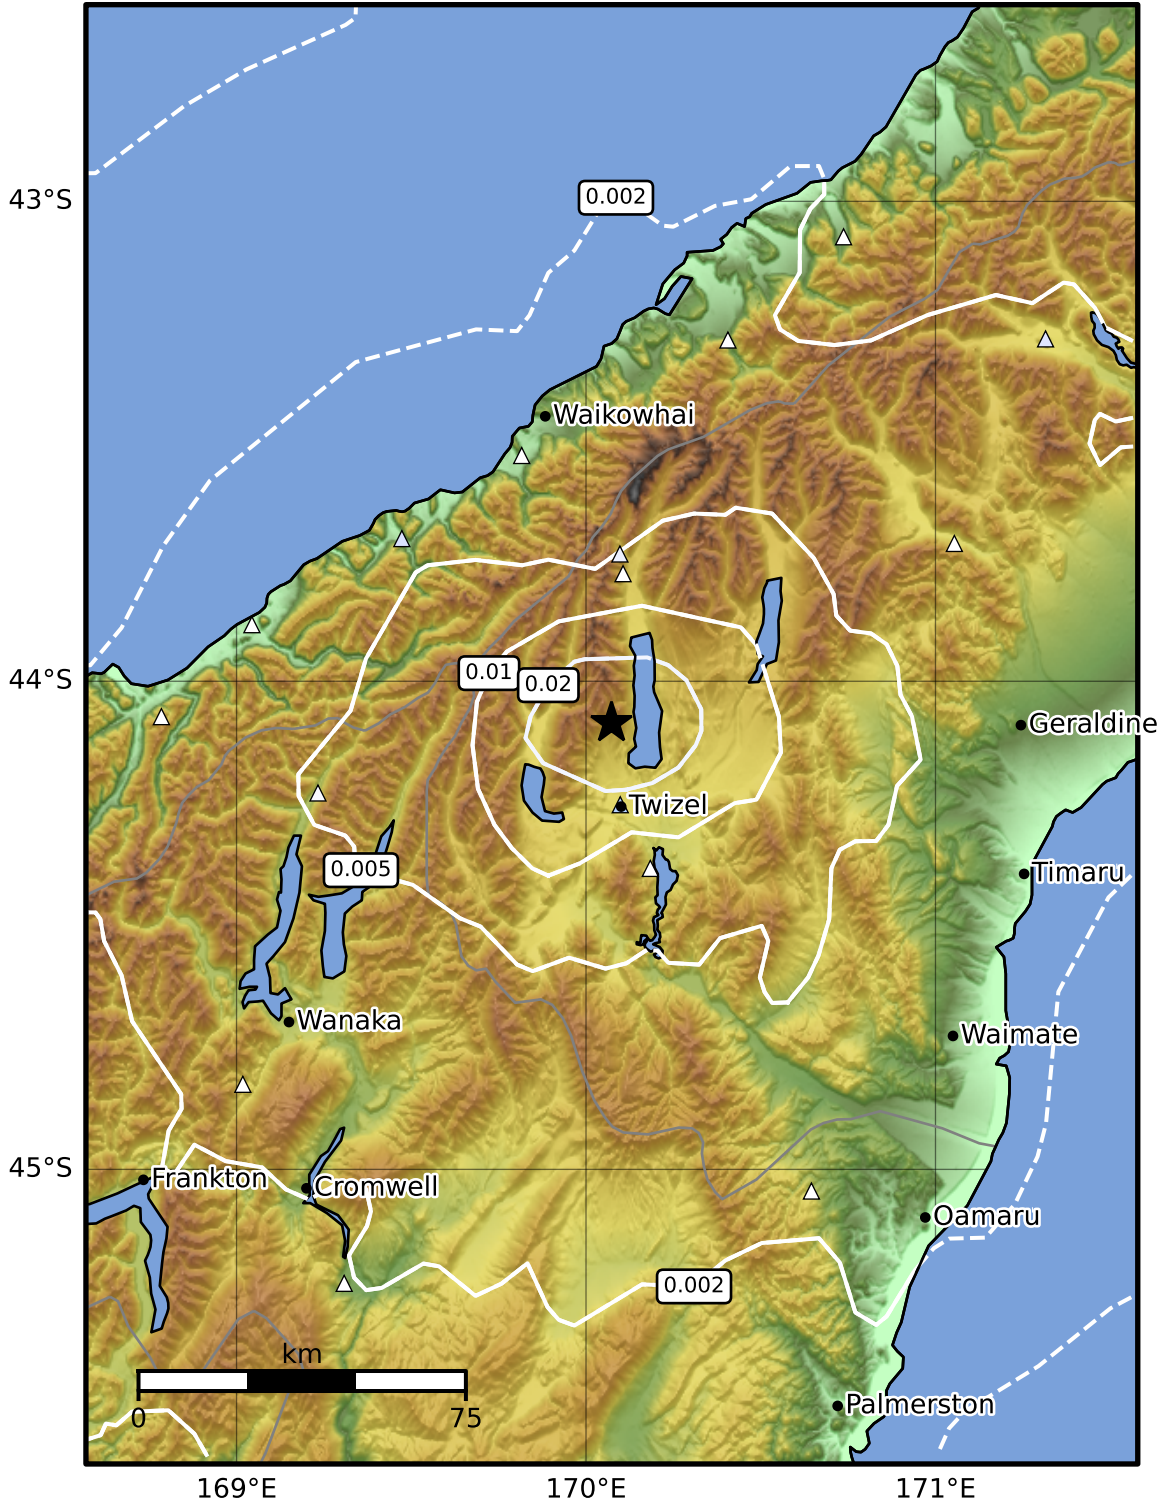 43°S
0.002
Waikowhai
0.01
0.02
44°S
Geraldine
Twizel
0.005
Timaru
Wanaka
Waimate
45°S
Frankton
Cromwell
Oamaru
0.002
km
0
75
Palmerston
169°E
170°E
171°E